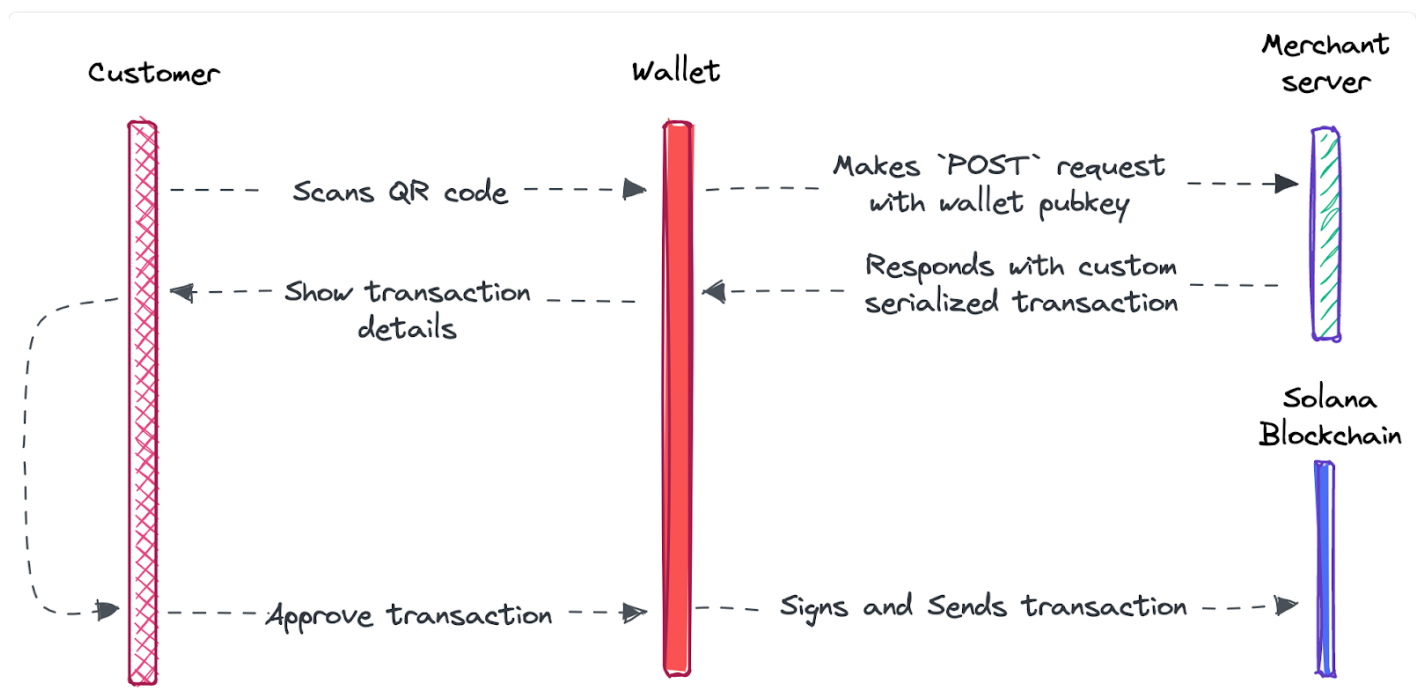 Customer
Wallet
Merchant
server
Scans QR code
Makes `POST` request
with wallet pubkey
Show transaction
details
Responds with custom
serialized transaction
Solana
Blockchain
Approve transaction
Signs and Sends transaction